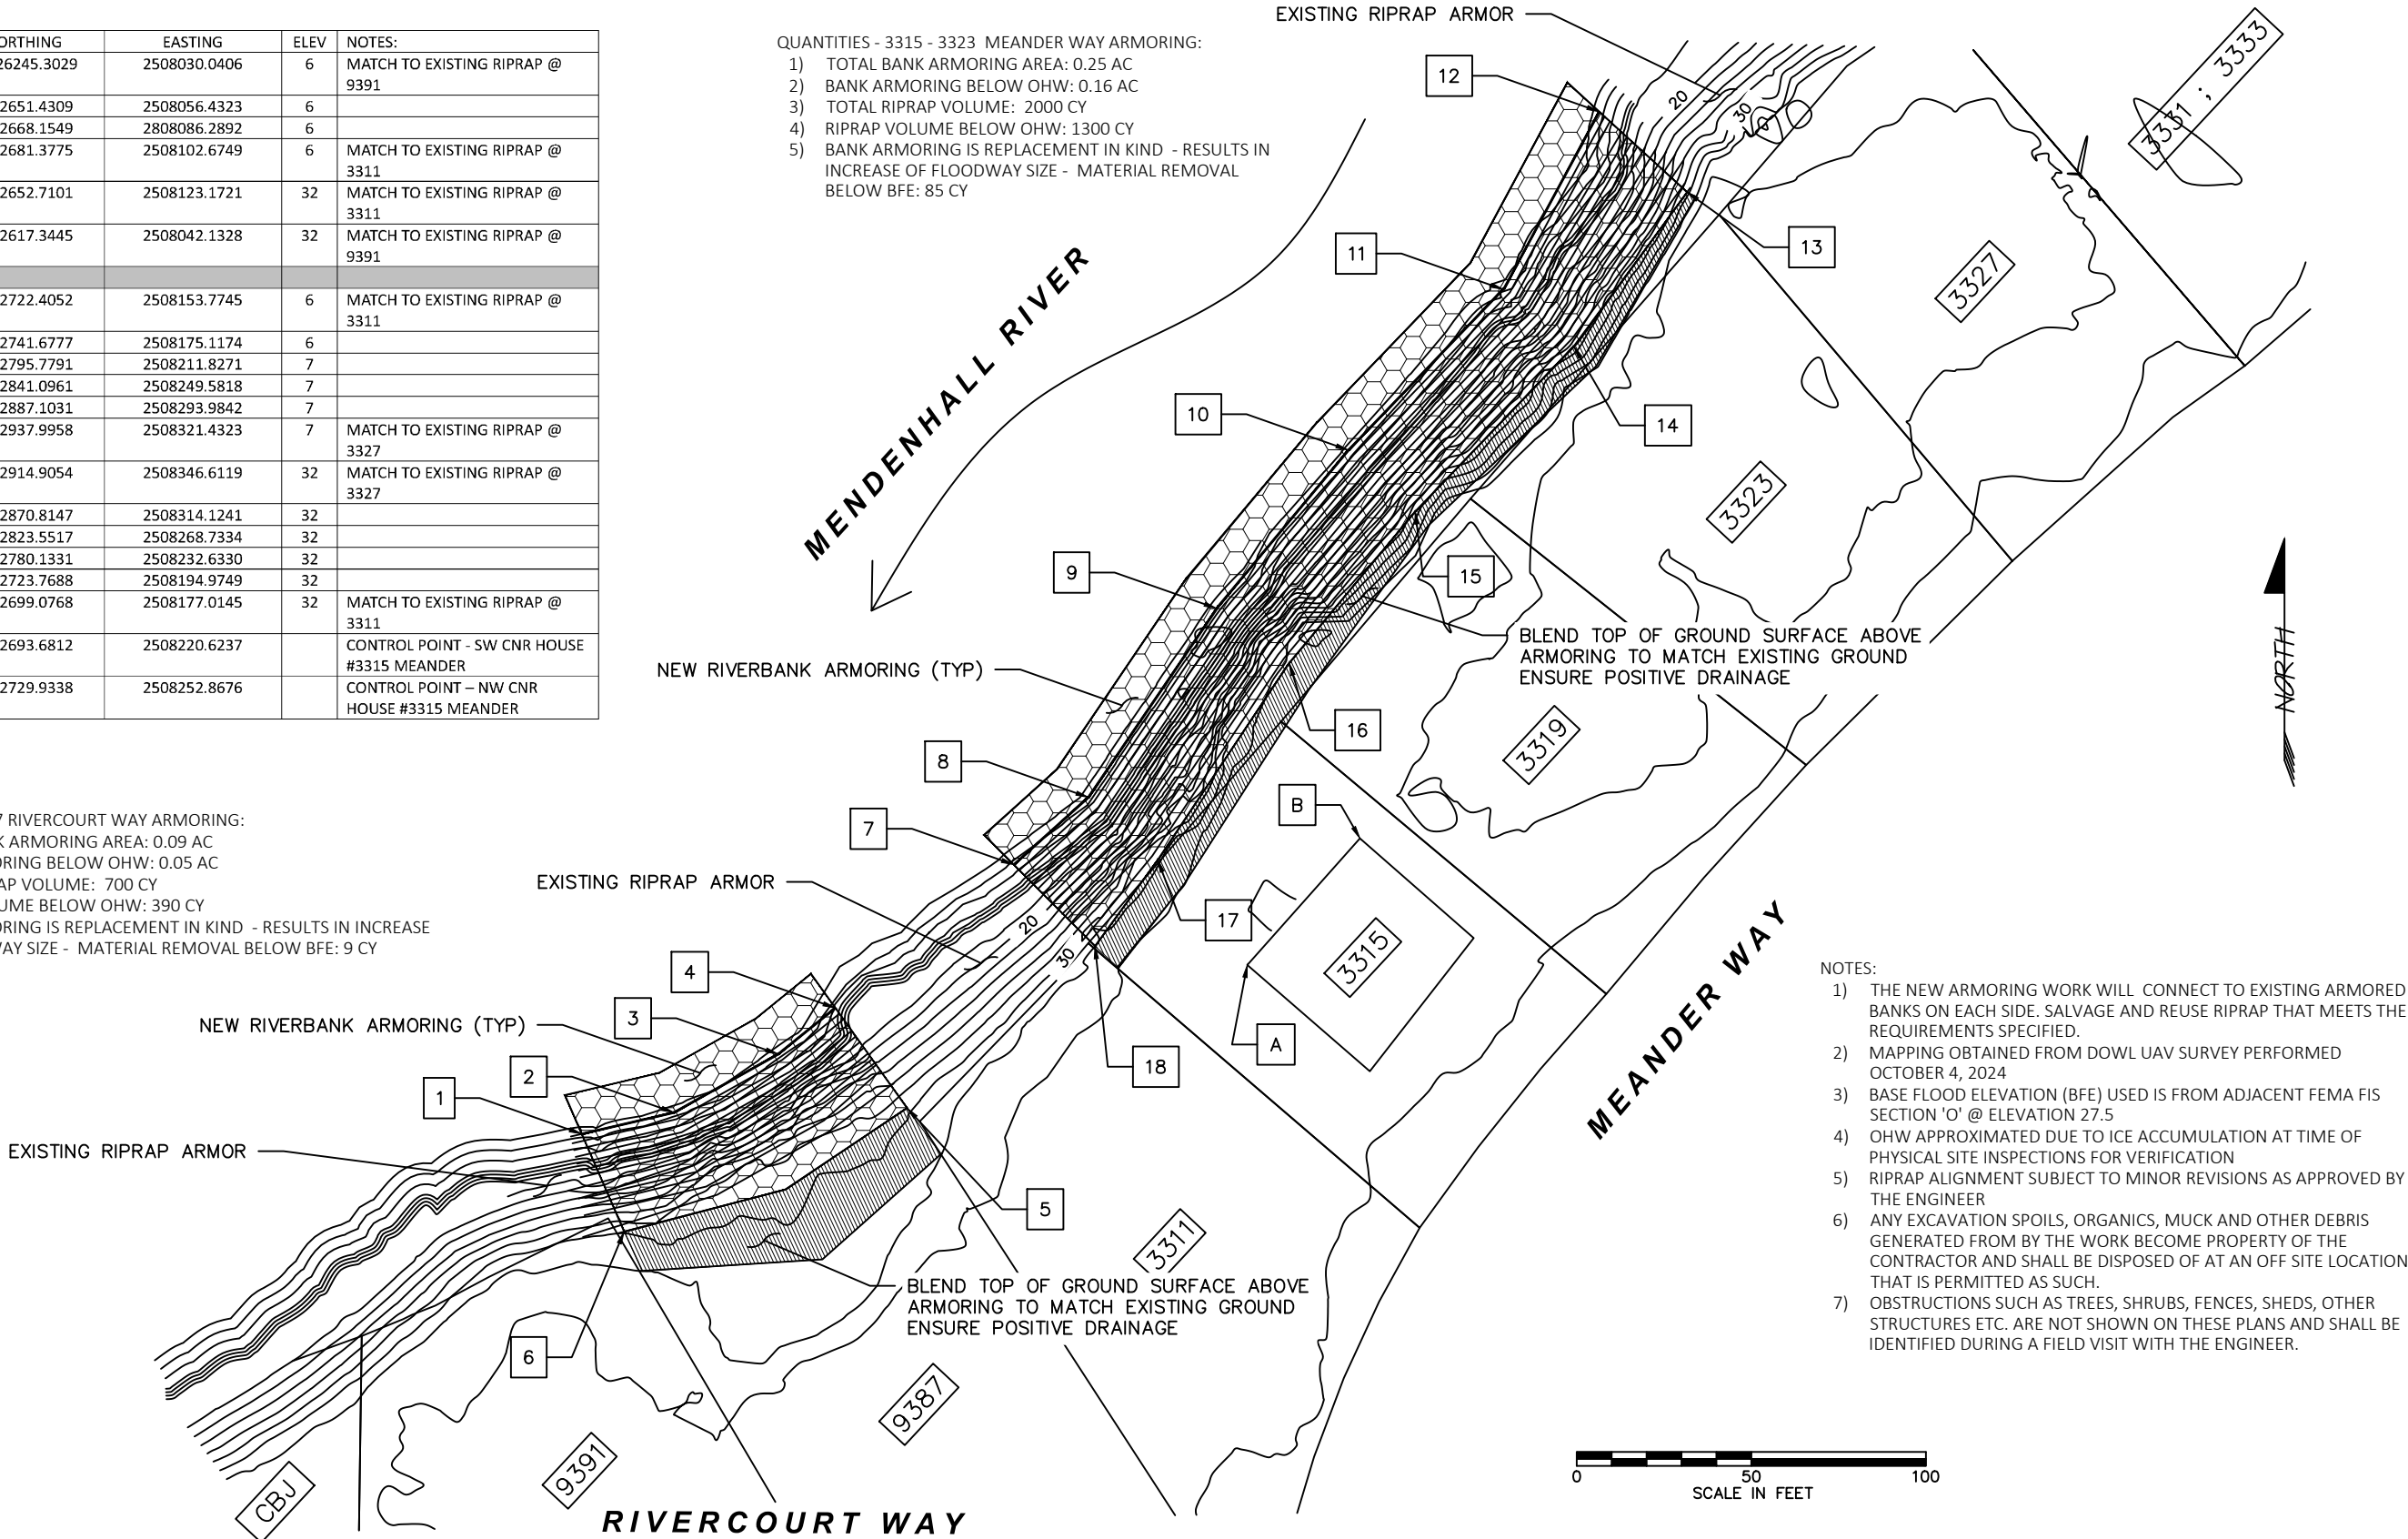 ORTHING EASTING ELEV NOTES:
26245.3029 2508030.0406 6 MATCH TO EXISTING RIPRAP @
9391
2651.4309 2508056.4323 6
2668.1549 2808086.2892 6
2681.3775 2508102.6749 6 MATCH TO EXISTING RIPRAP @
3311
2652.7101 2508123.1721 32 MATCH TO EXISTING RIPRAP @
3311
2617.3445 2508042.1328 32 MATCH TO EXISTING RIPRAP @
9391
2722.4052 2508153.7745 6 MATCH TO EXISTING RIPRAP @
3311
2741.6777 2508175.1174 6
2795.7791 2508211.8271 7
2841.0961 2508249.5818 7
2887.1031 2508293.9842 7
2937.9958 2508321.4323 7 MATCH TO EXISTING RIPRAP @
3327
2914.9054 2508346.6119 32 MATCH TO EXISTING RIPRAP @
3327
2870.8147 2508314.1241 32
2823.5517 2508268.7334 32
2780.1331 2508232.6330 32
2723.7688 2508194.9749 32
2699.0768 2508177.0145 32 MATCH TO EXISTING RIPRAP @
3311
2693.6812 2508220.6237 CONTROL POINT - SW CNR HOUSE
#3315 MEANDER
2729.9338 2508252.8676 CONTROL POINT – NW CNR
HOUSE #3315 MEANDER
QUANTITIES - 3315 - 3323 MEANDER WAY ARMORING:
1) TOTAL BANK ARMORING AREA: 0.25 AC
2) BANK ARMORING BELOW OHW: 0.16 AC
3) TOTAL RIPRAP VOLUME: 2000 CY
4) RIPRAP VOLUME BELOW OHW: 1300 CY
5) BANK ARMORING IS REPLACEMENT IN KIND - RESULTS IN
INCREASE OF FLOODWAY SIZE - MATERIAL REMOVAL
BELOW BFE: 85 CY
EXISTING RIPRAP ARMOR
12
20
30
3331 ; 3333
11
13
3327
MENDENHALL RIVER
10
14
3323
9
15
BLEND TOP OF GROUND SURFACE ABOVE
ARMORING TO MATCH EXISTING GROUND
ENSURE POSITIVE DRAINAGE
NORTH
NEW RIVERBANK ARMORING (TYP)
16
3319
8
B
7
7 RIVERCOURT WAY ARMORING:
K ARMORING AREA: 0.09 AC
ORING BELOW OHW: 0.05 AC
AP VOLUME: 700 CY
UME BELOW OHW: 390 CY
ORING IS REPLACEMENT IN KIND - RESULTS IN INCREASE
WAY SIZE - MATERIAL REMOVAL BELOW BFE: 9 CY
EXISTING RIPRAP ARMOR
20
30
17
3315
A
18
MEANDER WAY
4
3
NEW RIVERBANK ARMORING (TYP)
2
1
EXISTING RIPRAP ARMOR
5
3311
BLEND TOP OF GROUND SURFACE ABOVE
ARMORING TO MATCH EXISTING GROUND
ENSURE POSITIVE DRAINAGE
6
9387
9391
CBJ
RIVERCOURT WAY
NOTES:
1) THE NEW ARMORING WORK WILL CONNECT TO EXISTING ARMORED
BANKS ON EACH SIDE. SALVAGE AND REUSE RIPRAP THAT MEETS THE
REQUIREMENTS SPECIFIED.
2) MAPPING OBTAINED FROM DOWL UAV SURVEY PERFORMED
OCTOBER 4, 2024
3) BASE FLOOD ELEVATION (BFE) USED IS FROM ADJACENT FEMA FIS
SECTION 'O' @ ELEVATION 27.5
4) OHW APPROXIMATED DUE TO ICE ACCUMULATION AT TIME OF
PHYSICAL SITE INSPECTIONS FOR VERIFICATION
5) RIPRAP ALIGNMENT SUBJECT TO MINOR REVISIONS AS APPROVED BY
THE ENGINEER
6) ANY EXCAVATION SPOILS, ORGANICS, MUCK AND OTHER DEBRIS
GENERATED FROM BY THE WORK BECOME PROPERTY OF THE
CONTRACTOR AND SHALL BE DISPOSED OF AT AN OFF SITE LOCATION
THAT IS PERMITTED AS SUCH.
7) OBSTRUCTIONS SUCH AS TREES, SHRUBS, FENCES, SHEDS, OTHER
STRUCTURES ETC. ARE NOT SHOWN ON THESE PLANS AND SHALL BE
IDENTIFIED DURING A FIELD VISIT WITH THE ENGINEER.
0 50 100
SCALE IN FEET